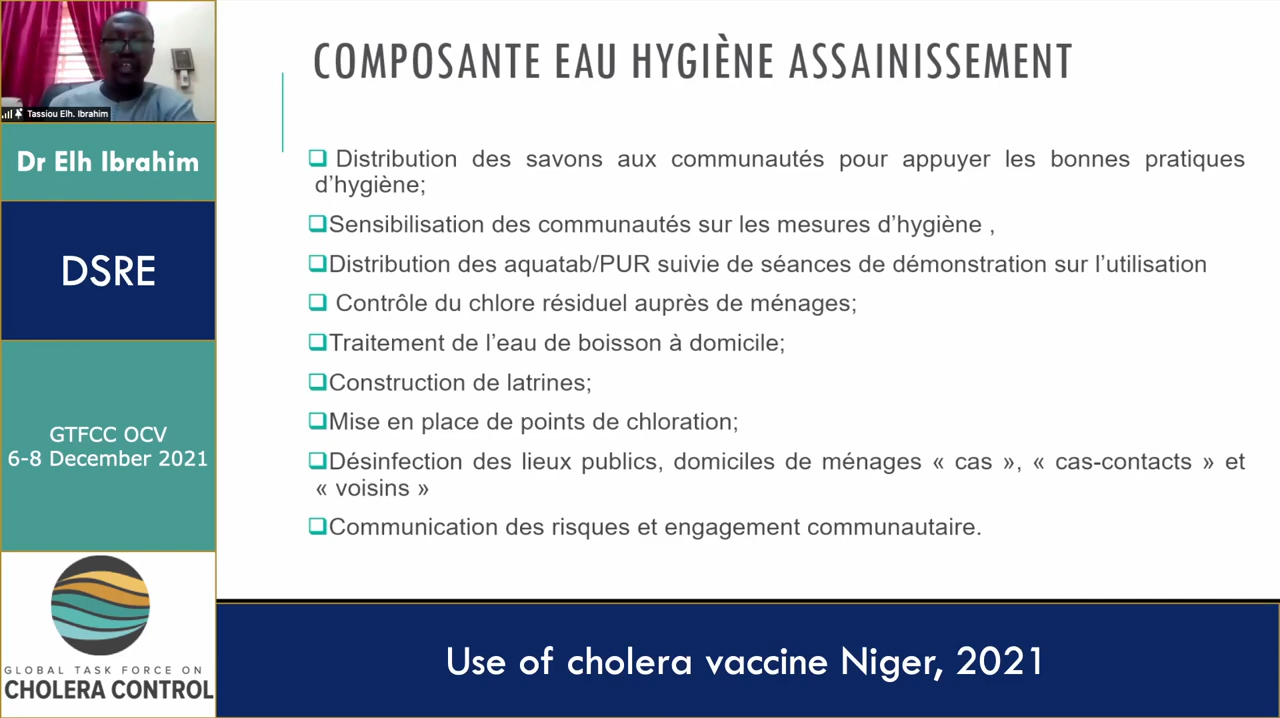 Tassiou Elh. Ibrahim
Dr Elh Ibrahim
DSRE
GTFCC OCV
6-8 December 2021
GLOBAL TASK FORCE ON
CHOLERA CONTROL
COMPOSANTE EAU HYGIÈNE ASSAINISSEMENT
Distribution des savons aux communautés pour appuyer les bonnes pratiques
d’hygiène;
Sensibilisation des communautés sur les mesures d’hygiène ,
Distribution des aquatab/PUR suivie de séances de démonstration sur l’utilisation
Contrôle du chlore résiduel auprès de ménages;
Traitement de l’eau de boisson à domicile;
Construction de latrines;
Mise en place de points de chloration;
Désinfection des lieux publics, domiciles de ménages « cas », « cas-contacts » et
« voisins »
Communication des risques et engagement communautaire.
Use of cholera vaccine Niger, 2021